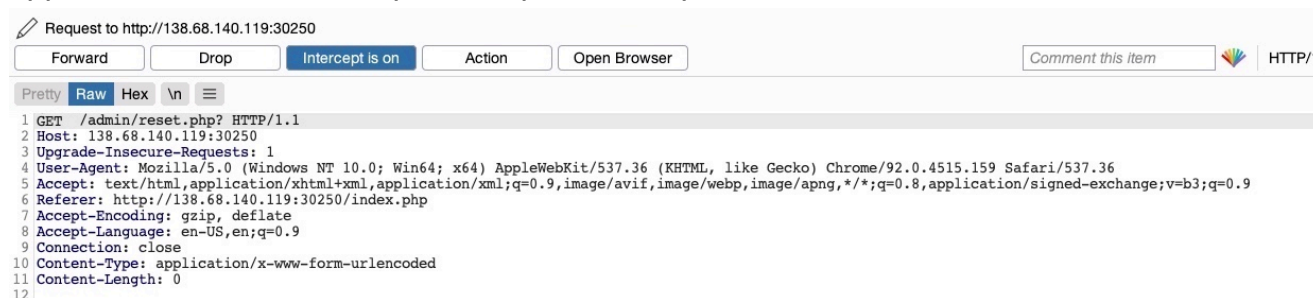 Request to http://138.68.140.119:30250
Forward Drop Intercept is on Action Open Browser Comment this item HTTP/
Pretty Raw Hex \n
1 GET /admin/reset.php? HTTP/1.1
2 Host: 138.68.140.119:30250
3 Upgrade-Insecure-Requests: 1
4 User-Agent: Mozilla/5.0 (Windows NT 10.0; Win64; x64) AppleWebKit/537.36 (KHTML, like Gecko) Chrome/92.0.4515.159 Safari/537.36
5 Accept: text/html,application/xhtml+xml,application/xml;q=0.9,image/avif,image/webp,image/apng,*/*;q=0.8,application/signed-exchange;v=b3;q=0.9
6 Referer: http://138.68.140.119:30250/index.php
7 Accept-Encoding: gzip, deflate
8 Accept-Language: en-US,en;q=0.9
9 Connection: close
10 Content-Type: application/x-www-form-urlencoded
11 Content-Length: 0
12